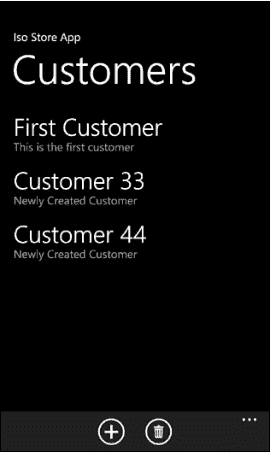 Iso Store App
Customers
First Customer
This is the first customer
Customer 33
Newly Created Customer
Customer 44
Newly Created Customer